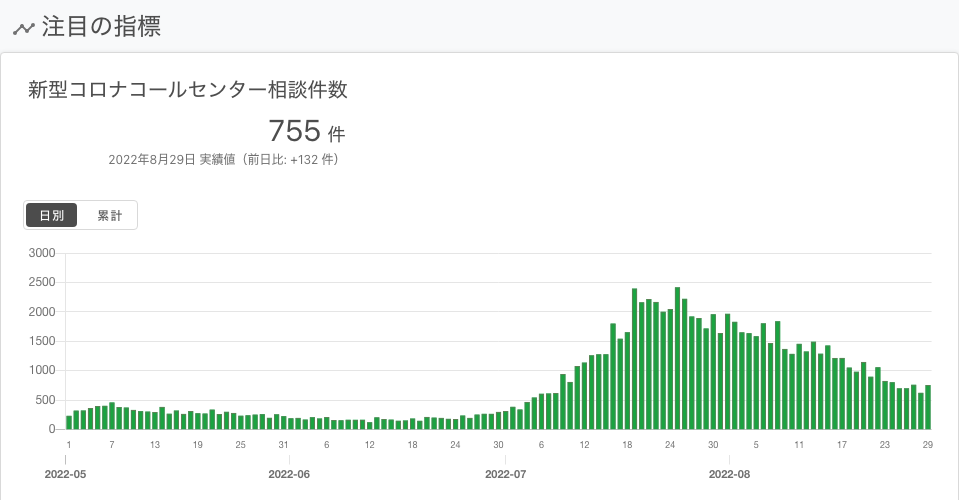 注目の指標
新型コロナコールセンター相談件数
755 件
2022年8月29日 実績値（前日比: +132 件）
日別 累計
3000
2500
2000
1500
1000
500
0
1 7 13 19 25 31 6 12 18 24 30 6 12 18 24 30 5 11 17 23 29
2022-05 2022-06 2022-07 2022-08